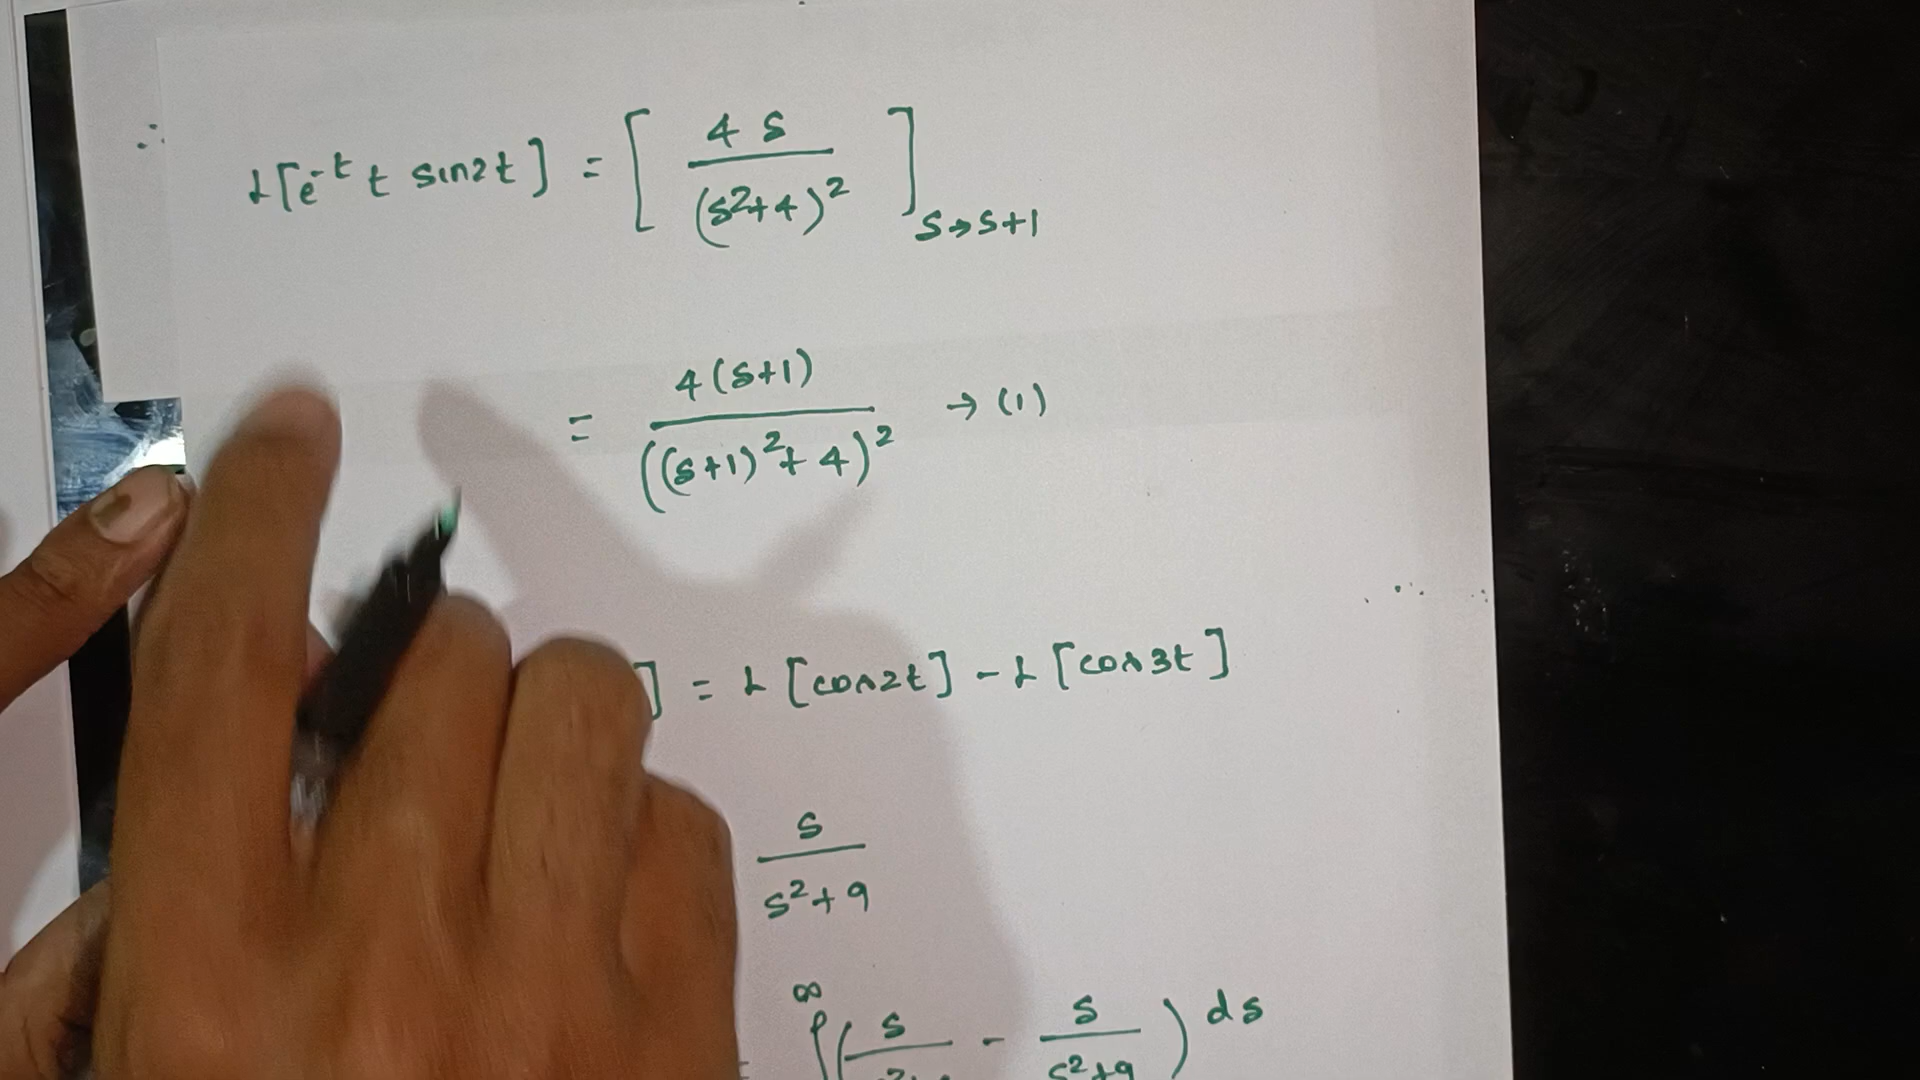 ∴ L[e^-t t sin2t] = [ 4 s / (s²+4)² ] s→s+1
= 4(s+1) / ((s+1)²+ 4)² → (1)
] = L [cos2t] - L [cos3t]
s / s²+9
∞ ∫( s / - s / s²+9 ) ds